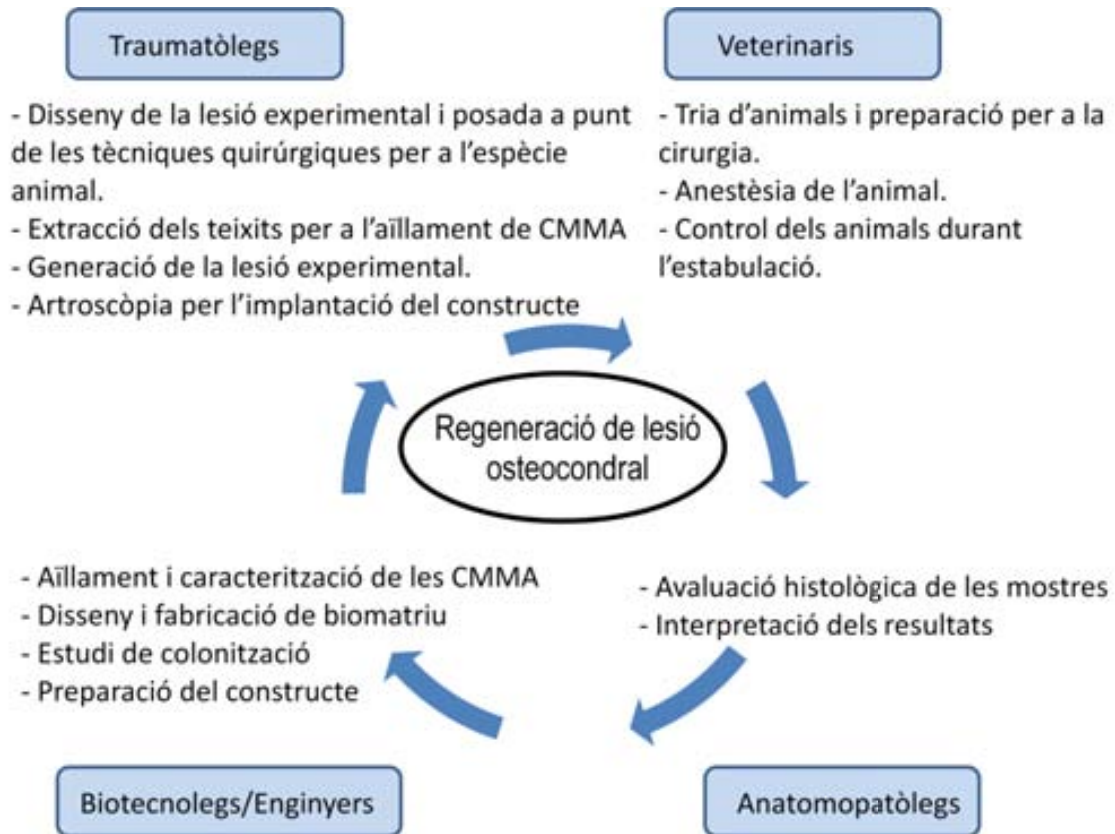 Traumatòlegs
- Disseny de la lesió experimental i posada a punt
de les tècniques quirúrgiques per a l'espècie
animal.
- Extracció dels teixits per a l'aïllament de CMMA
- Generació de la lesió experimental.
- Artroscòpia per l'implantació del constructe
Veterinaris
- Tria d'animals i preparació per a la
cirurgia.
- Anestèsia de l'animal.
- Control dels animals durant
l'estabulació.
Regeneració de lesió
osteocondral
- Aïllament i caracterització de les CMMA
- Disseny i fabricació de biomatriu
- Estudi de colonització
- Preparació del constructe
Biotecnolegs/Enginyers
- Avaluació histològica de les mostres
- Interpretació dels resultats
Anatomopatòlegs